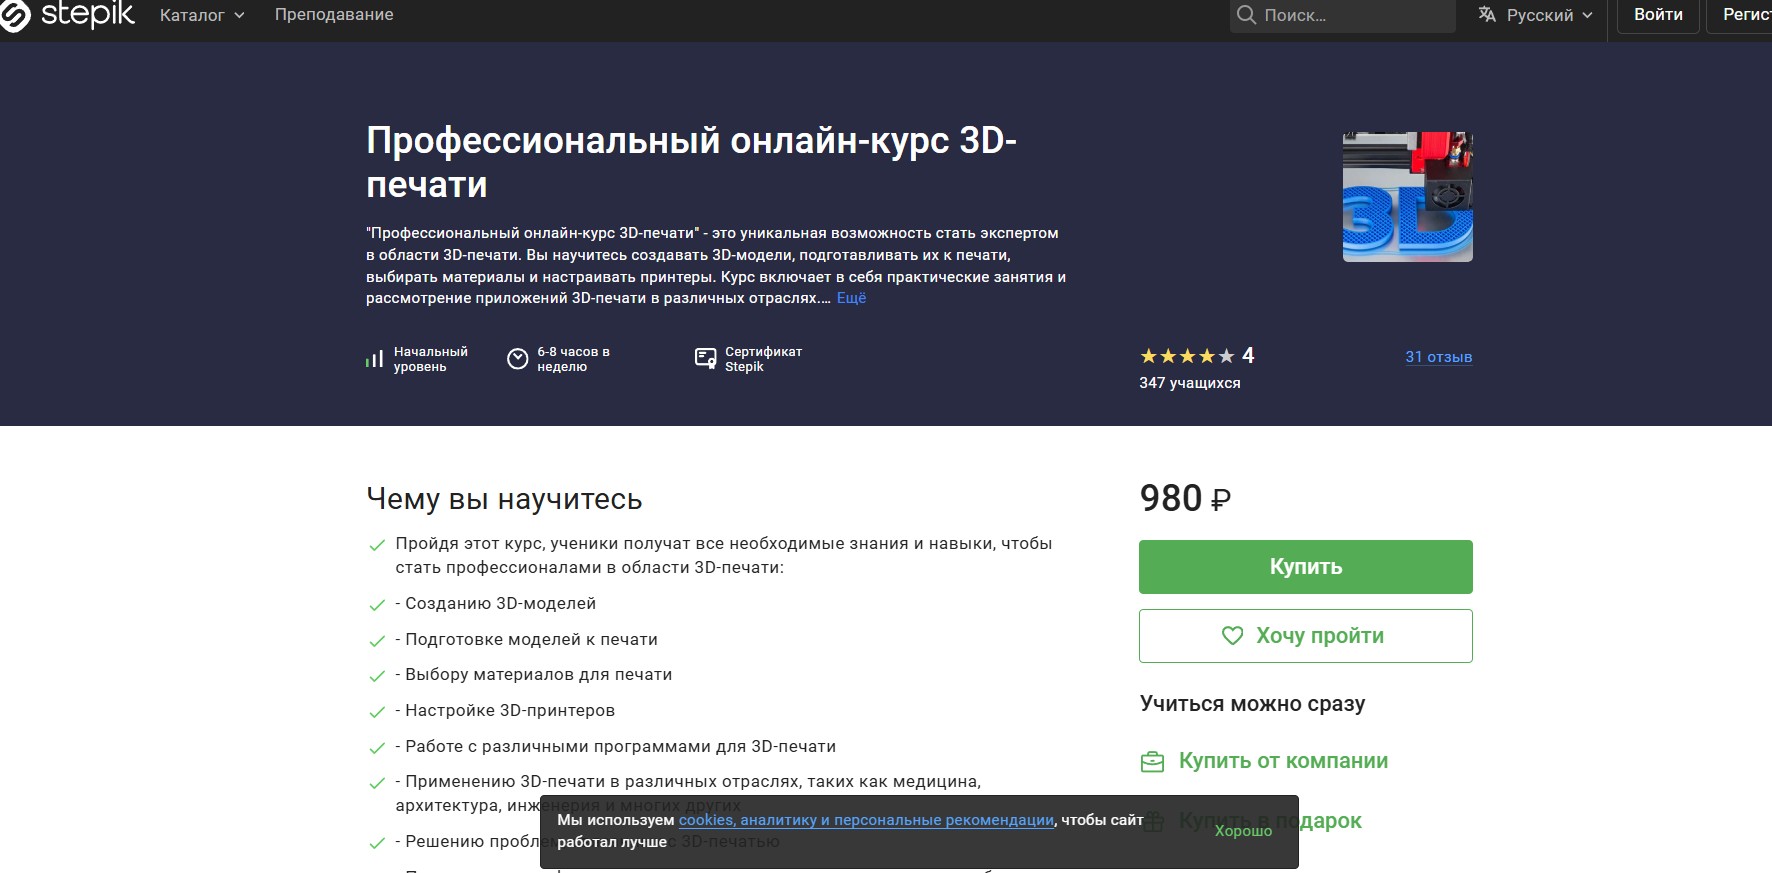 stepik
Каталог
Преподавание
Поиск...
Русский
Войти
Регист
Профессиональный онлайн-курс 3D-
печати
"Профессиональный онлайн-курс 3D-печати" - это уникальная возможность стать экспертом
в области 3D-печати. Вы научитесь создавать 3D-модели, подготавливать их к печати,
выбирать материалы и настраивать принтеры. Курс включает в себя практические занятия и
рассмотрение приложений 3D-печати в различных отраслях.... Ещё
3D
Начальный
уровень
6-8 часов в
неделю
Сертификат
Stepik
4
31 отзыв
347 учащихся
Чему вы научитесь
Пройдя этот курс, ученики получат все необходимые знания и навыки, чтобы
стать профессионалами в области 3D-печати:
- Созданию 3D-моделей
- Подготовке моделей к печати
- Выбору материалов для печати
- Настройке 3D-принтеров
- Работе с различными программами для 3D-печати
- Применению 3D-печати в различных отраслях, таких как медицина,
архитектура, инженерия и многих других
- Решению пробле с 3D-печатью
980 ₽
Купить
Хочу пройти
Учиться можно сразу
Купить от компании
Купить в подарок
Мы используем cookies, аналитику и персональные рекомендации, чтобы сайт
работал лучше
Хорошо